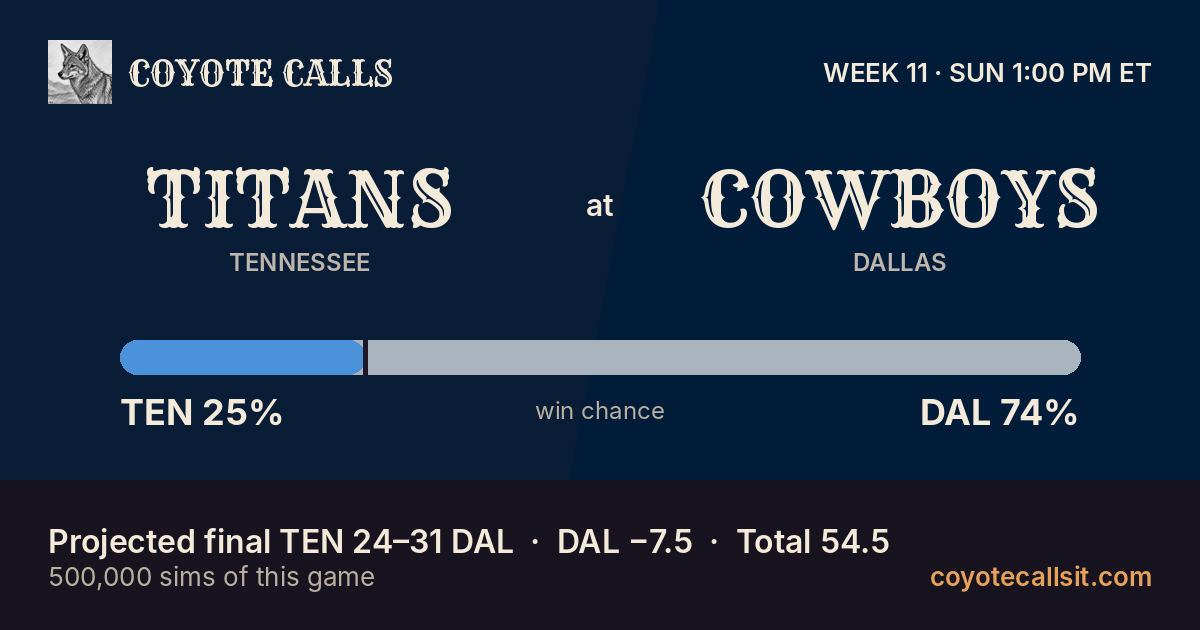 COYOTE CALLS
WEEK 11 · SUN 1:00 PM ET
TITANS
at
COWBOYS
TENNESSEE
DALLAS
TEN 25%
win chance
DAL 74%
Projected final TEN 24–31 DAL · DAL −7.5 · Total 54.5
500,000 sims of this game
coyotecallsit.com